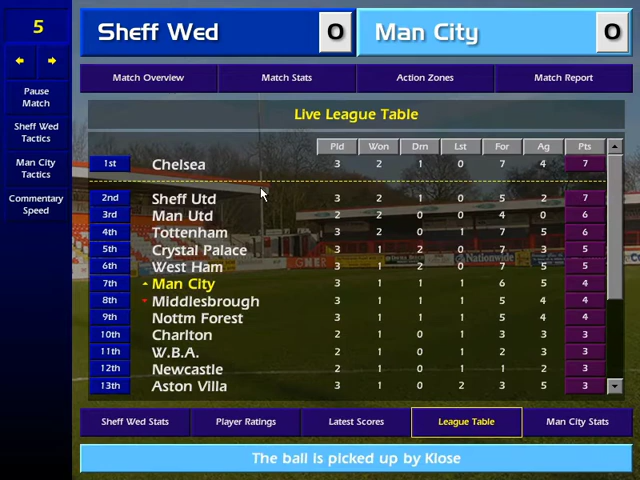 5
Sheff Wed 0 Man City 0
Pause Match
Sheff Wed Tactics
Man City Tactics
Commentary Speed
Match Overview Match Stats Action Zones Match Report
Live League Table
Pld Won Drn Lst For Ag Pts
1st Chelsea 3 2 1 0 7 4 7
2nd Sheff Utd 3 2 1 0 5 2 7
3rd Man Utd 2 2 0 0 4 0 6
4th Tottenham 3 2 0 1 7 5 6
5th Crystal Palace 3 1 2 0 7 3 5
6th West Ham 3 1 2 0 7 5 5
7th Man City 3 1 1 1 6 5 4
8th Middlesbrough 3 1 1 1 5 4 4
9th Nottm Forest 3 1 1 1 5 4 4
10th Charlton 2 1 0 1 3 3 3
11th W.B.A. 2 1 0 1 2 3 3
12th Newcastle 2 1 0 1 1 2 3
13th Aston Villa 3 1 0 2 3 5 3
GNER
Nationwide
Sheff Wed Stats Player Ratings Latest Scores League Table Man City Stats
The ball is picked up by Klose